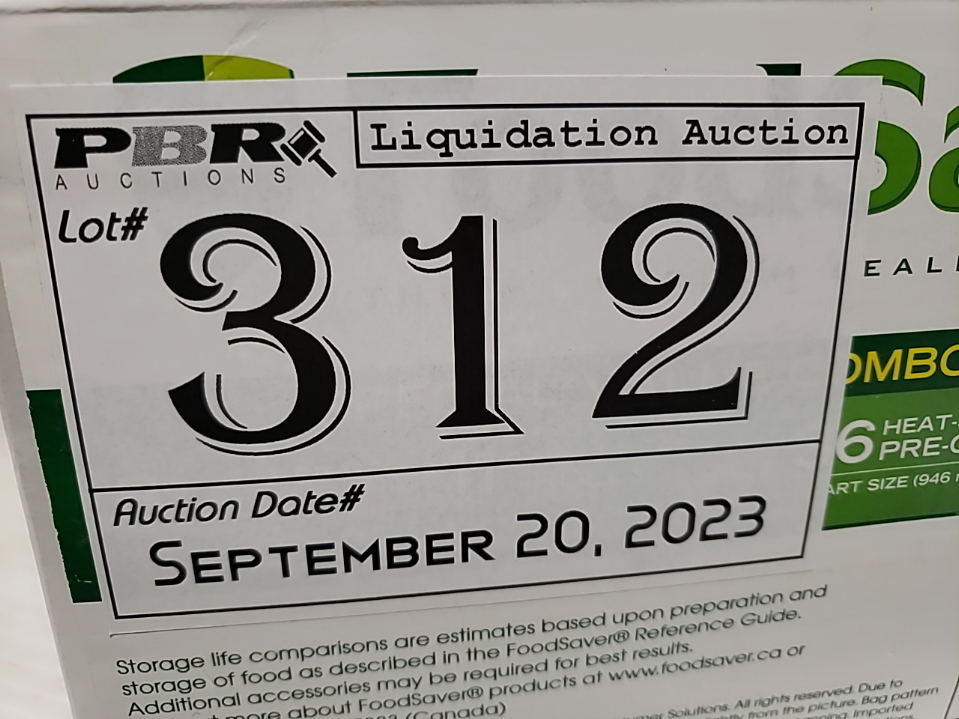 PBR
AUCTIONS
Liquidation Auction
Lot#
312
Auction Date#
SEPTEMBER 20, 2023
EAL
OMBO
6 HEAT-
PRE-
ART SIZE (946
Storage life comparisons are estimates based upon preparation and
storage of food as described in the FoodSaver® Reference Guide.
Additional accessories may be required for best results.
more about FoodSaver® products at www.foodsaver.ca or
(Canada)
Solutions. All rights reserved. Due to
from the picture. Bag pattern
Imported